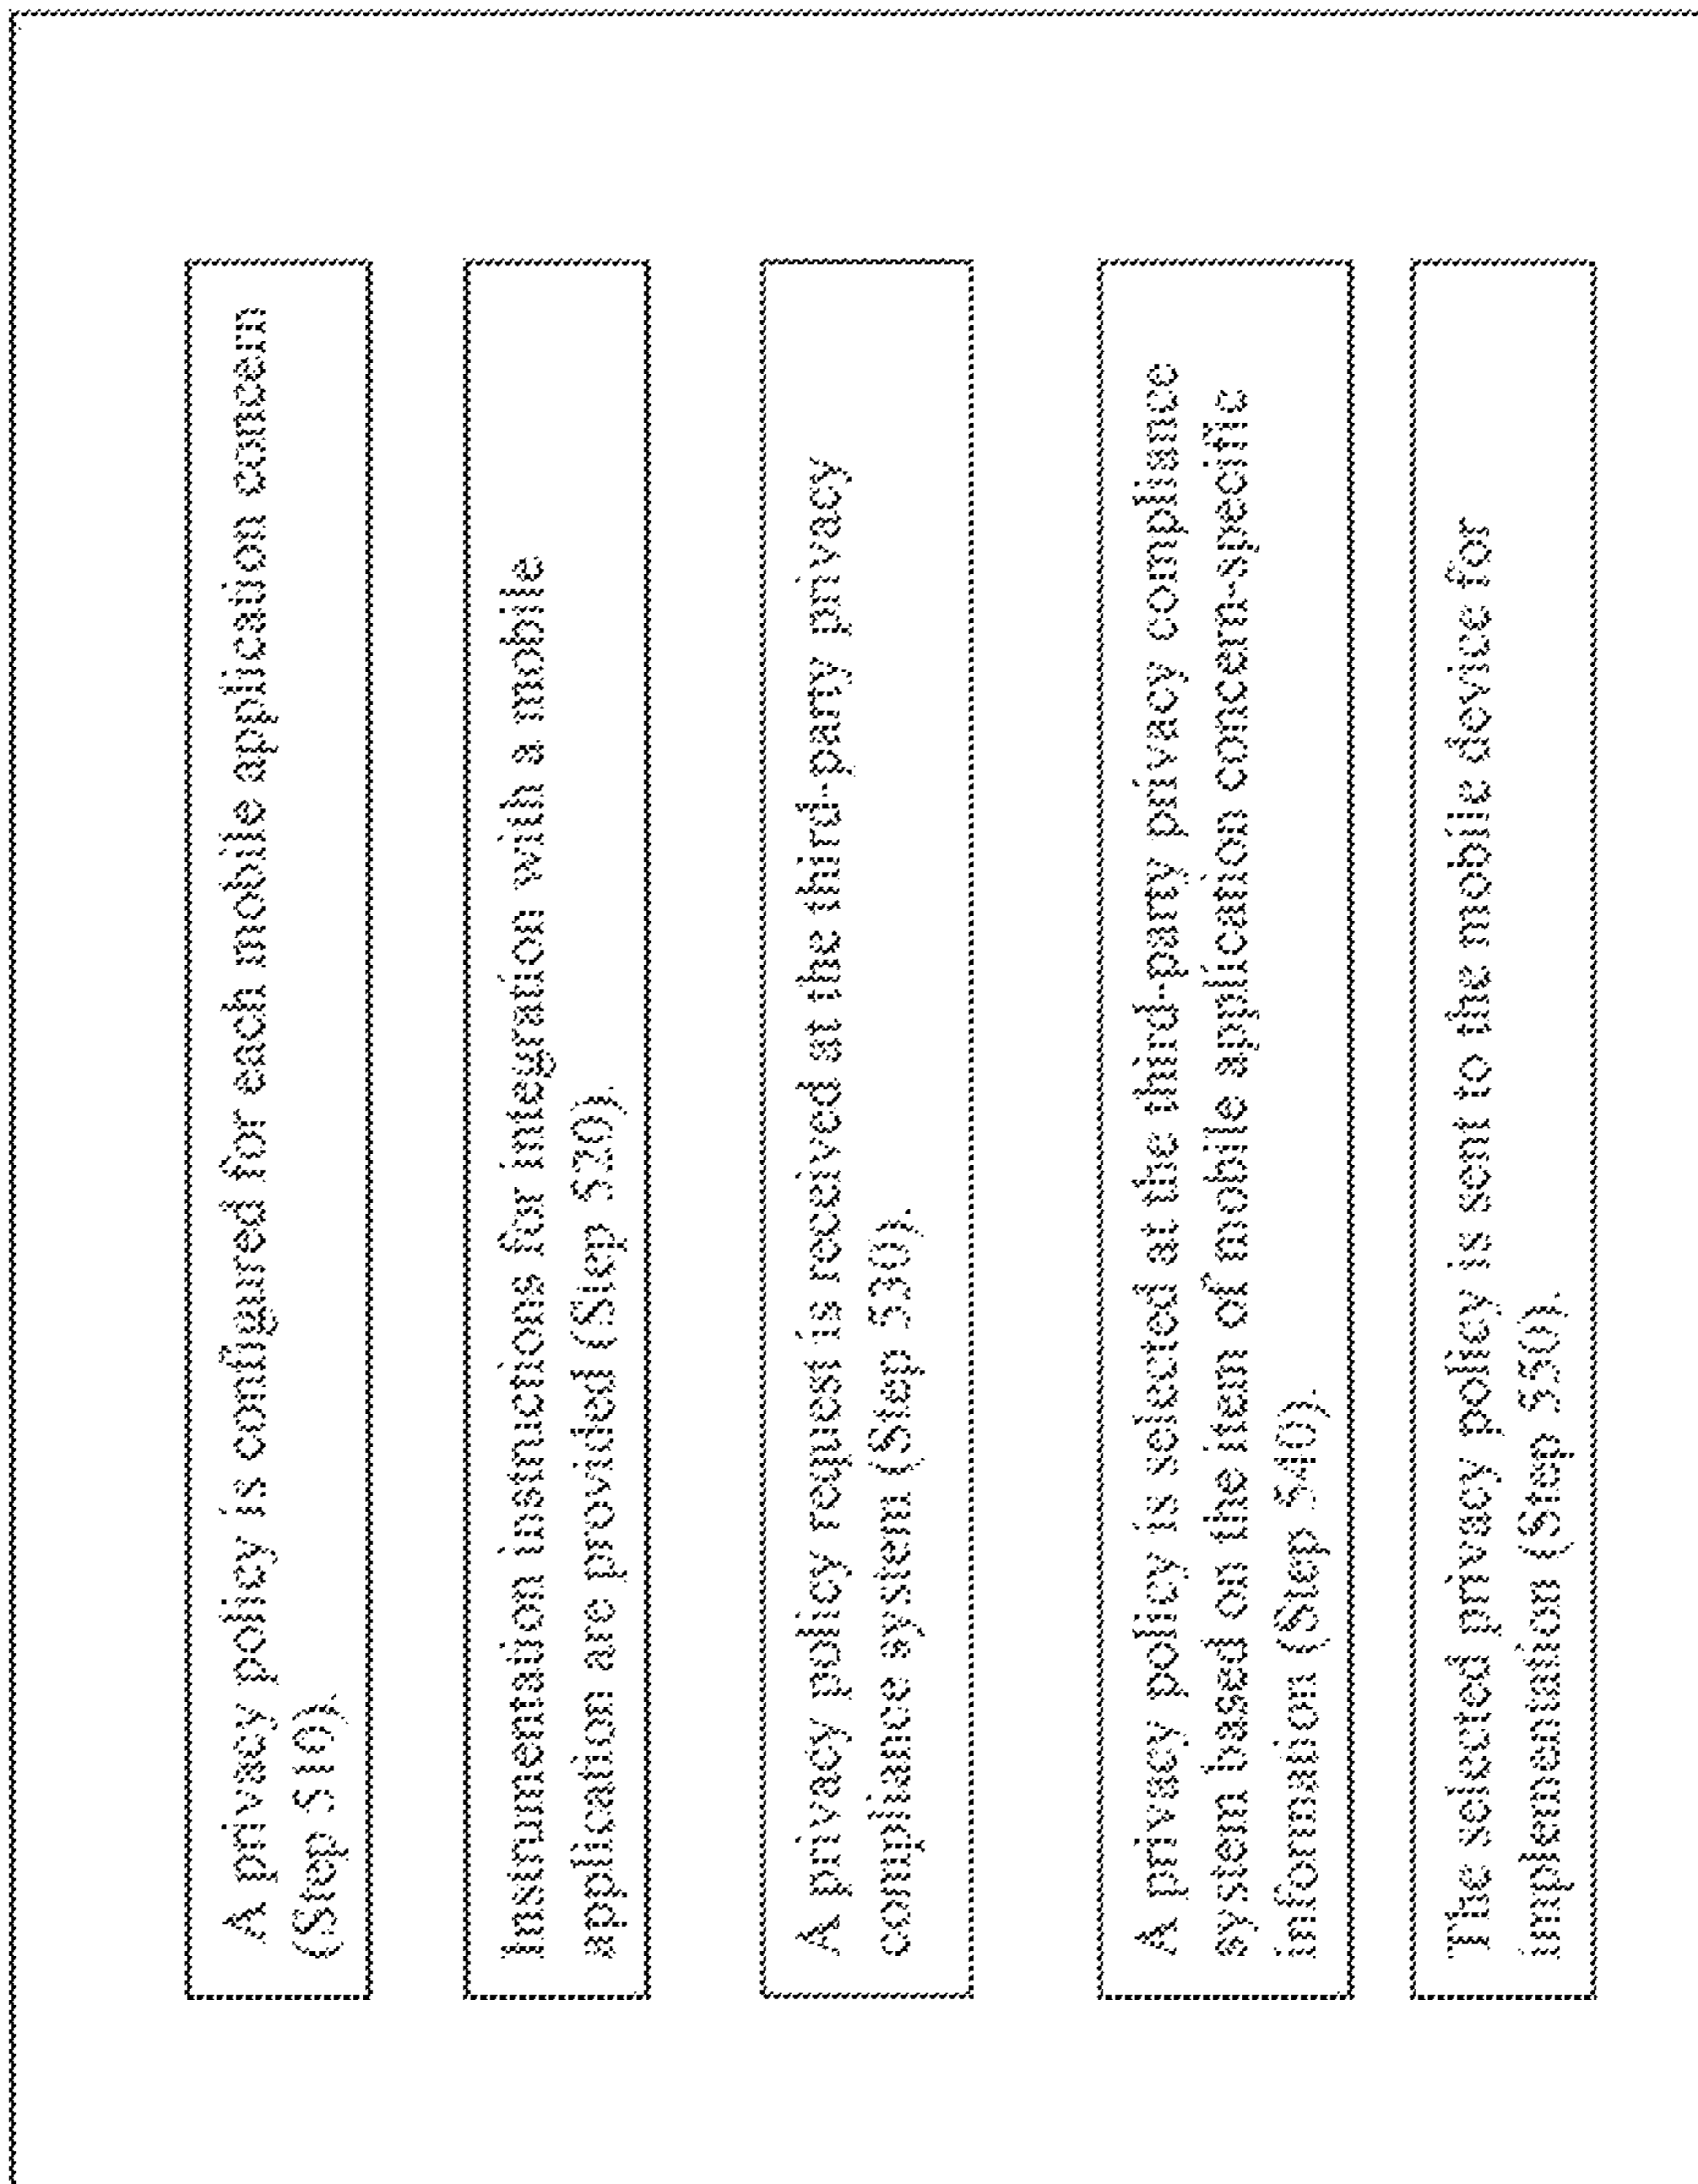 A privacy policy is configured for each mobile application concern
(Step 510).
Instrumentation instructions for integration with a mobile
application are provided (Step 520).
A privacy policy request is received at the third-party privacy
compliance system (Step 530).
A privacy policy is selected at the third-party privacy compliance
system based on the item of mobile application concern-specific
information (Step 540).
The selected privacy policy is sent to the mobile device for
implementation (Step 550).